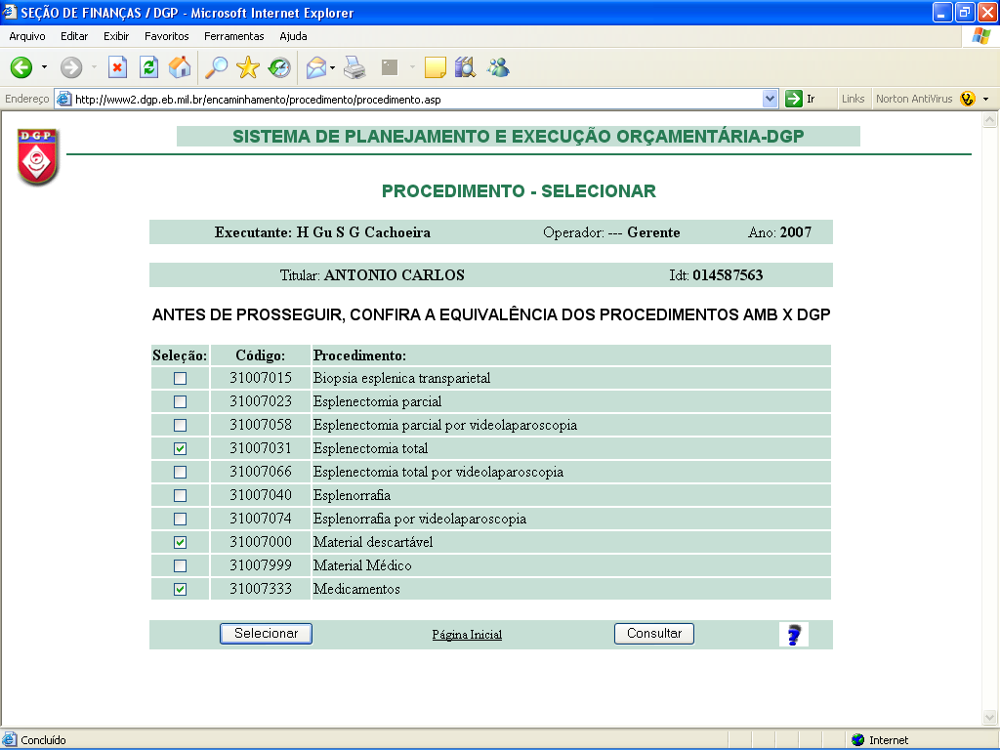 SEÇÃO DE FINANÇAS / DGP - Microsoft Internet Explorer
Arquivo Editar Exibir Favoritos Ferramentas Ajuda
Endereço http://www2.dgp.eb.mil.br/encaminhamento/procedimento/procedimento.asp Ir Links Norton AntiVirus
DGP
SISTEMA DE PLANEJAMENTO E EXECUÇÃO ORÇAMENTÁRIA-DGP
PROCEDIMENTO - SELECIONAR
Executante: H Gu S G Cachoeira Operador: --- Gerente Ano: 2007
Titular: ANTONIO CARLOS Idt: 014587563
ANTES DE PROSSEGUIR, CONFIRA A EQUIVALÊNCIA DOS PROCEDIMENTOS AMB X DGP
Seleção: Código: Procedimento:
31007015 Biopsia esplenica transparietal
31007023 Esplenectomia parcial
31007058 Esplenectomia parcial por videolaparoscopia
31007031 Esplenectomia total
31007066 Esplenectomia total por videolaparoscopia
31007040 Esplenorrafia
31007074 Esplenorrafia por videolaparoscopia
31007000 Material descartável
31007999 Material Médico
31007333 Medicamentos
Selecionar Página Inicial Consultar ?
Concluído Internet